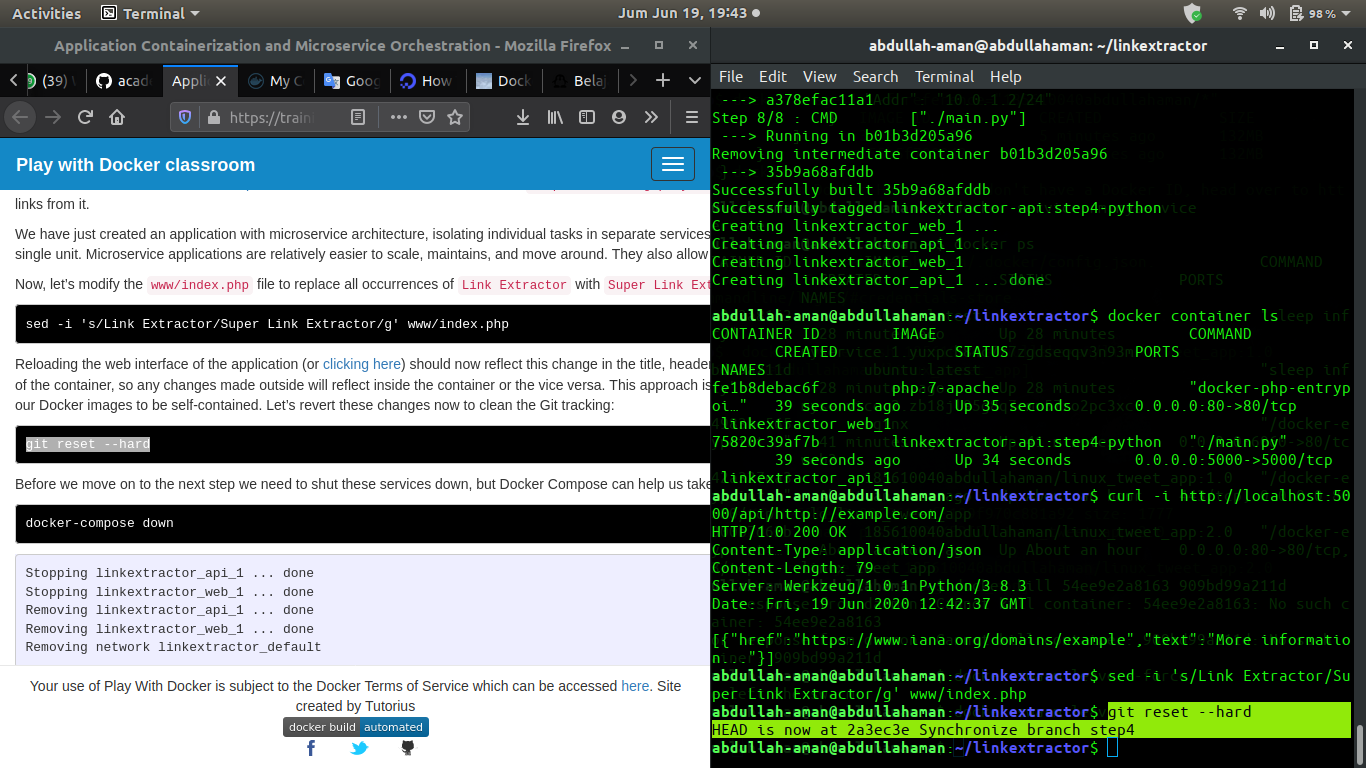 Activities
Terminal
Jum Jun 19, 19:43
98%
Application Containerization and Microservice Orchestration - Mozilla Firefox
(39)
acad
Applic
My C
Goog
How
Dock
Belaj
https://train
Play with Docker classroom
links from it.
We have just created an application with microservice architecture, isolating individual tasks in separate services
single unit. Microservice applications are relatively easier to scale, maintains, and move around. They also allow
Now, let's modify the www/index.php file to replace all occurrences of Link Extractor with Super Link Ext
sed -i 's/Link Extractor/Super Link Extractor/g' www/index.php
Reloading the web interface of the application (or clicking here) should now reflect this change in the title, header
of the container, so any changes made outside will reflect inside the container or the vice versa. This approach is
our Docker images to be self-contained. Let's revert these changes now to clean the Git tracking:
git reset --hard
Before we move on to the next step we need to shut these services down, but Docker Compose can help us take
docker-compose down
Stopping linkextractor_api_1 ... done
Stopping linkextractor_web_1 ... done
Removing linkextractor_api_1 ... done
Removing linkextractor_web_1 ... done
Removing network linkextractor_default
Your use of Play With Docker is subject to the Docker Terms of Service which can be accessed here. Site
created by Tutorius
docker build automated
abdullah-aman@abdullahaman: ~/linkextractor
File Edit View Search Terminal Help
---> a378efac11a1
Step 8/8 : CMD ["./main.py"]
---> Running in b01b3d205a96
Removing intermediate container b01b3d205a96
---> 35b9a68afddb
Successfully built 35b9a68afddb
Successfully tagged linkextractor-api:step4-python
Creating linkextractor_web_1 ...
Creating linkextractor_api_1 ...
Creating linkextractor_web_1
Creating linkextractor_api_1 ... done
abdullah-aman@abdullahaman:~/linkextractor$ docker container ls
CONTAINER ID IMAGE COMMAND
CREATED STATUS PORTS
NAMES
fe1b8debac6f php:7-apache "docker-php-entryp
oi…" 39 seconds ago Up 35 seconds 0.0.0.0:80->80/tcp
linkextractor_web_1
75820c39af7b linkextractor-api:step4-python "./main.py"
39 seconds ago Up 34 seconds 0.0.0.0:5000->5000/tcp
linkextractor_api_1
abdullah-aman@abdullahaman:~/linkextractor$ curl -i http://localhost:50
00/api/http://example.com/
HTTP/1.0 200 OK
Content-Type: application/json
Content-Length: 79
Server: Werkzeug/1.0.1 Python/3.8.3
Date: Fri, 19 Jun 2020 12:42:37 GMT
[{"href":"https://www.iana.org/domains/example","text":"More informatio
n..."}]
abdullah-aman@abdullahaman:~/linkextractor$ sed -i 's/Link Extractor/Su
per Link Extractor/g' www/index.php
abdullah-aman@abdullahaman:~/linkextractor$ git reset --hard
HEAD is now at 2a3ec3e Synchronize branch step4
abdullah-aman@abdullahaman:~/linkextractor$